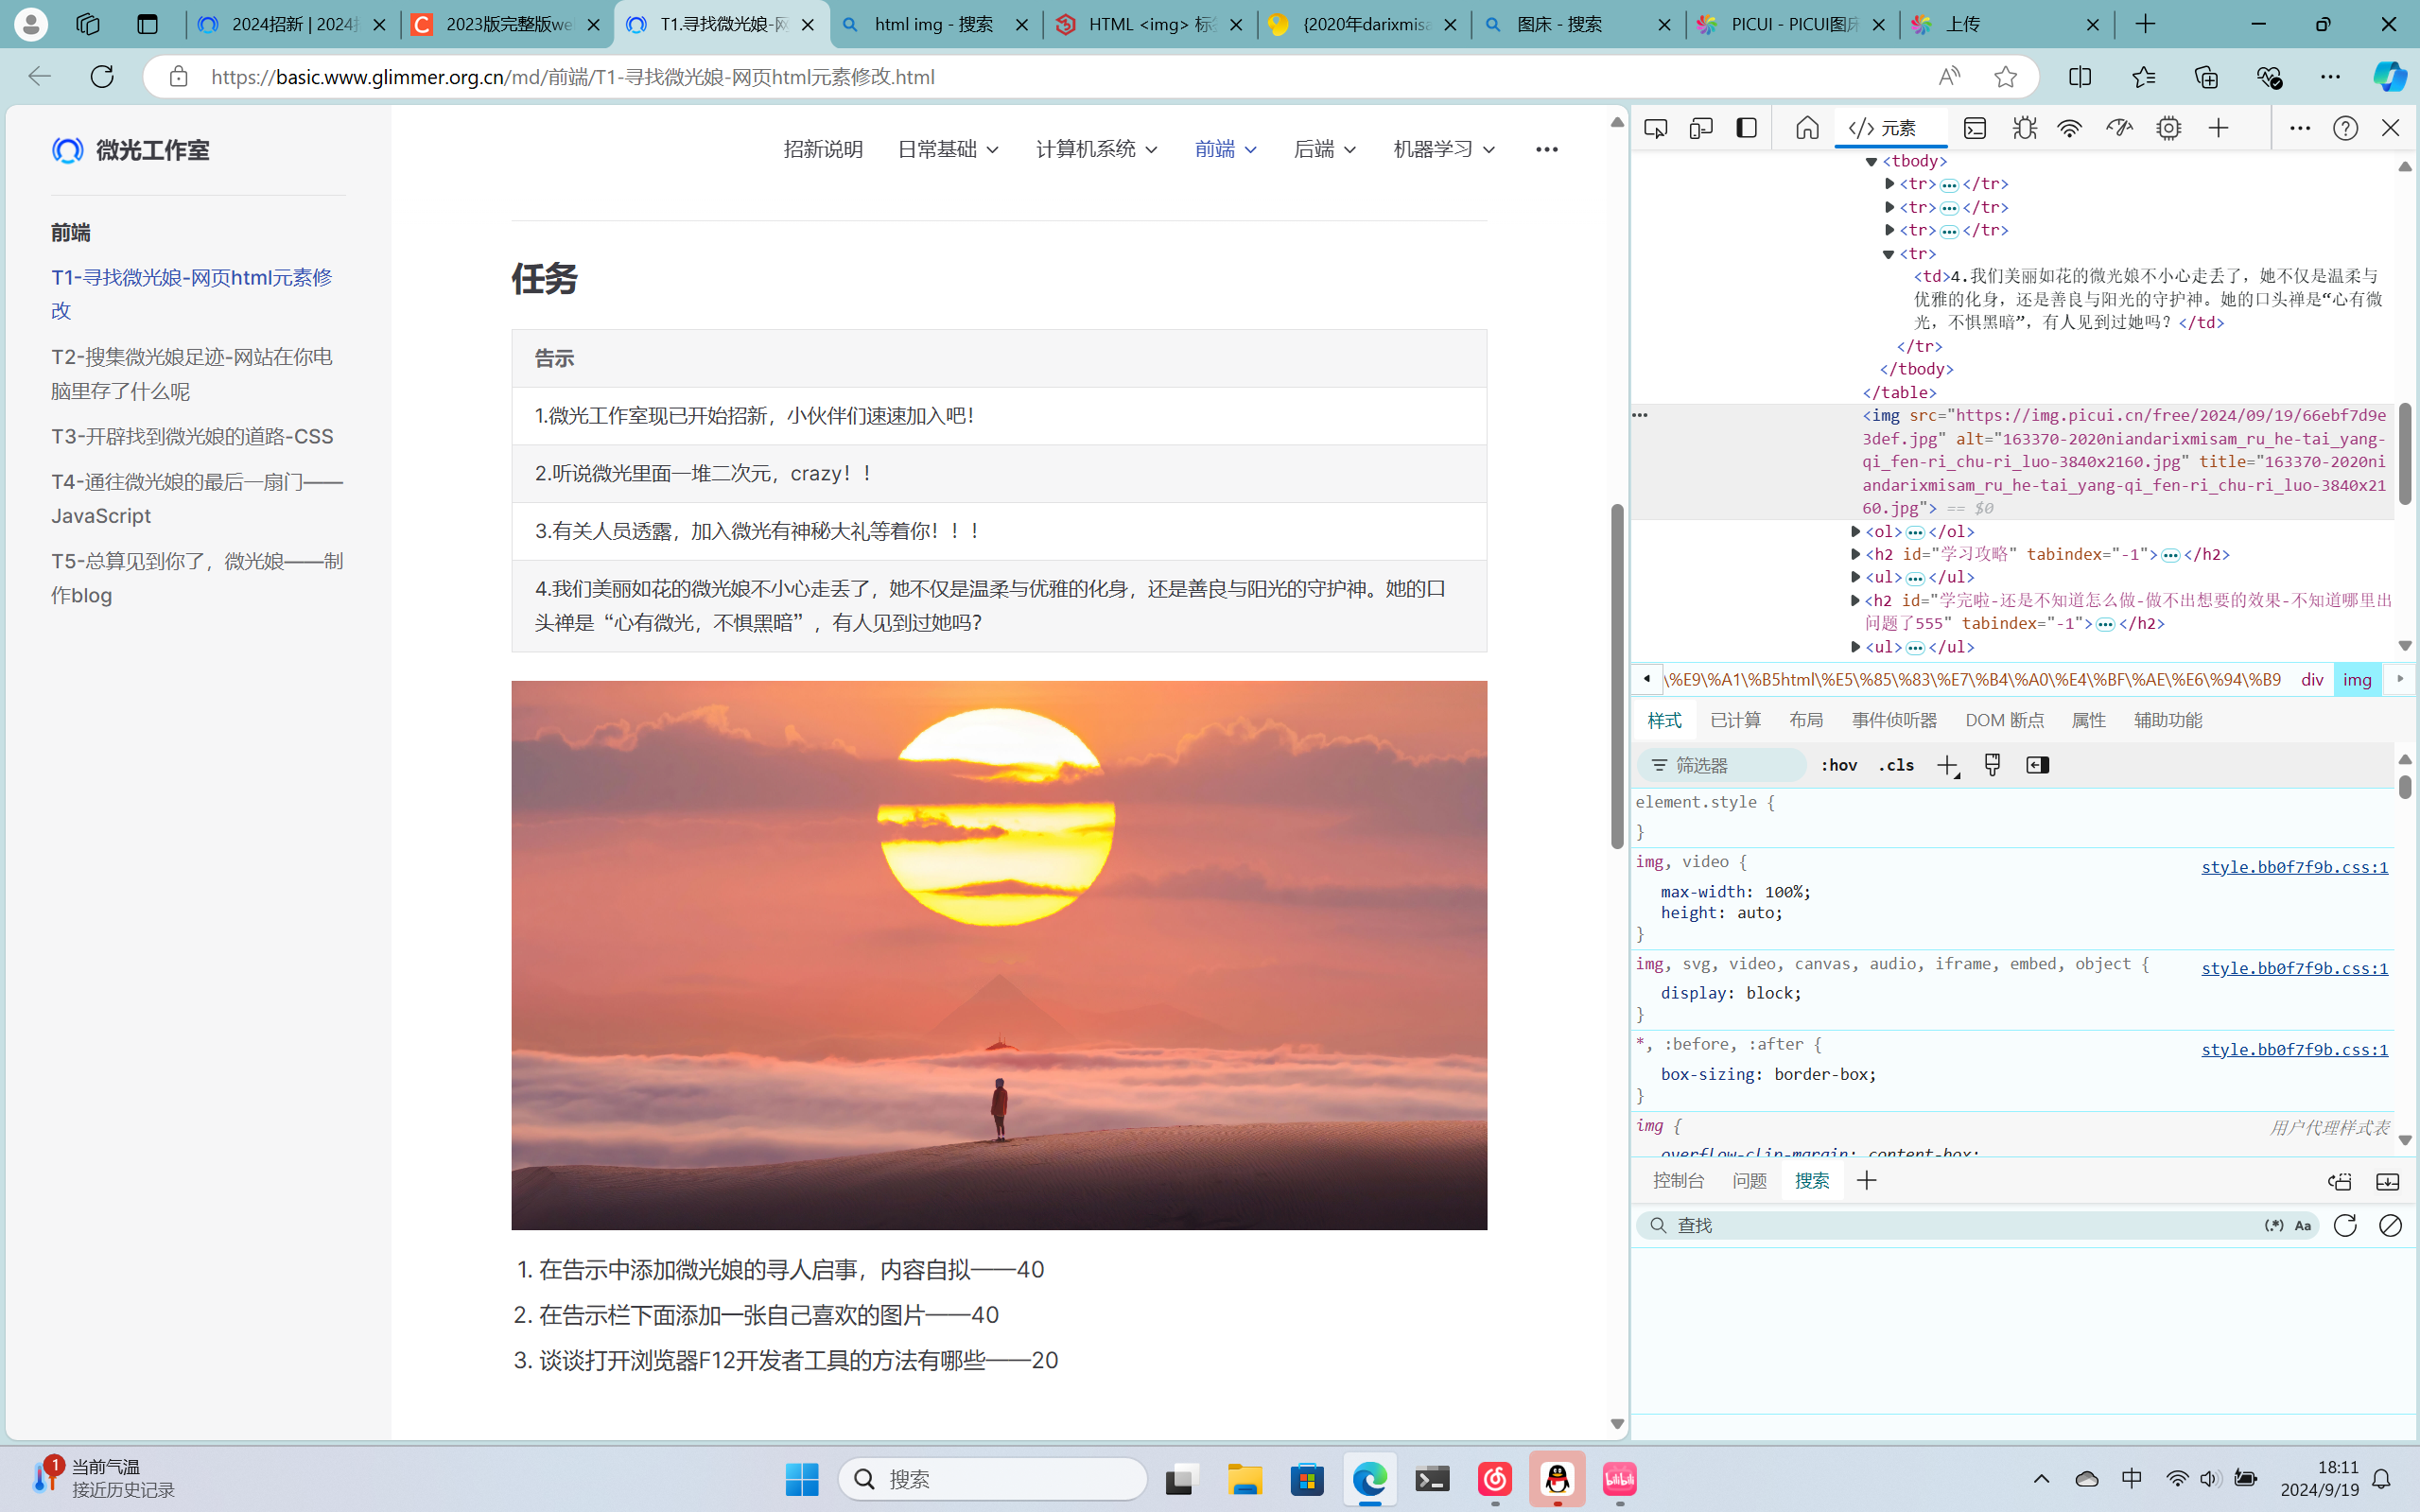 2024招新 | 2024招
2023版完整版we
T1.寻找微光娘-网
html img - 搜索
HTML <img> 标签
{2020年darixmisa
图床 - 搜索
PICUI - PICUI图床
上传
https://basic.www.glimmer.org.cn/md/前端/T1-寻找微光娘-网页html元素修改.html
微光工作室
招新说明 日常基础 计算机系统 前端 后端 机器学习
前端
T1-寻找微光娘-网页html元素修
改
T2-搜集微光娘足迹-网站在你电
脑里存了什么呢
T3-开辟找到微光娘的道路-CSS
T4-通往微光娘的最后一扇门——
JavaScript
T5-总算见到你了，微光娘——制
作blog
任务
告示
1.微光工作室现已开始招新，小伙伴们速速加入吧！
2.听说微光里面一堆二次元，crazy！！
3.有关人员透露，加入微光有神秘大礼等着你！！！
4.我们美丽如花的微光娘不小心走丢了，她不仅是温柔与优雅的化身，还是善良与阳光的守护神。她的口
头禅是“心有微光，不惧黑暗”，有人见到过她吗？
1. 在告示中添加微光娘的寻人启事，内容自拟——40
2. 在告示栏下面添加一张自己喜欢的图片——40
3. 谈谈打开浏览器F12开发者工具的方法有哪些——20
</> 元素
<tbody>
<tr>•••</tr>
<tr>•••</tr>
<tr>•••</tr>
<tr>
<td>4.我们美丽如花的微光娘不小心走丢了，她不仅是温柔与
优雅的化身，还是善良与阳光的守护神。她的口头禅是“心有微
光，不惧黑暗”，有人见到过她吗？</td>
</tr>
</tbody>
</table>
<img src="https://img.picui.cn/free/2024/09/19/66ebf7d9e
3def.jpg" alt="163370-2020niandarixmisam_ru_he-tai_yang-
qi_fen-ri_chu-ri_luo-3840x2160.jpg" title="163370-2020ni
andarixmisam_ru_he-tai_yang-qi_fen-ri_chu-ri_luo-3840x21
60.jpg"> == $0
<ol>•••</ol>
<h2 id="学习攻略" tabindex="-1">•••</h2>
<ul>•••</ul>
<h2 id="学完啦-还是不知道怎么做-做不出想要的效果-不知道哪里出
问题了555" tabindex="-1">•••</h2>
<ul>•••</ul>
\%E9\%A1\%B5html\%E5\%85\%83\%E7\%B4\%A0\%E4\%BF\%AE\%E6\%94\%B9 div img
样式 已计算 布局 事件侦听器 DOM 断点 属性 辅助功能
筛选器 :hov .cls
element.style {
}
img, video { style.bb0f7f9b.css:1
max-width: 100%;
height: auto;
}
img, svg, video, canvas, audio, iframe, embed, object { style.bb0f7f9b.css:1
display: block;
}
*, :before, :after { style.bb0f7f9b.css:1
box-sizing: border-box;
}
img { 用户代理样式表
overflow-clip-margin: content-box;
控制台 问题 搜索
查找 (.*) Aa
1 当前气温
接近历史记录
搜索
bilibili
中
18:11
2024/9/19